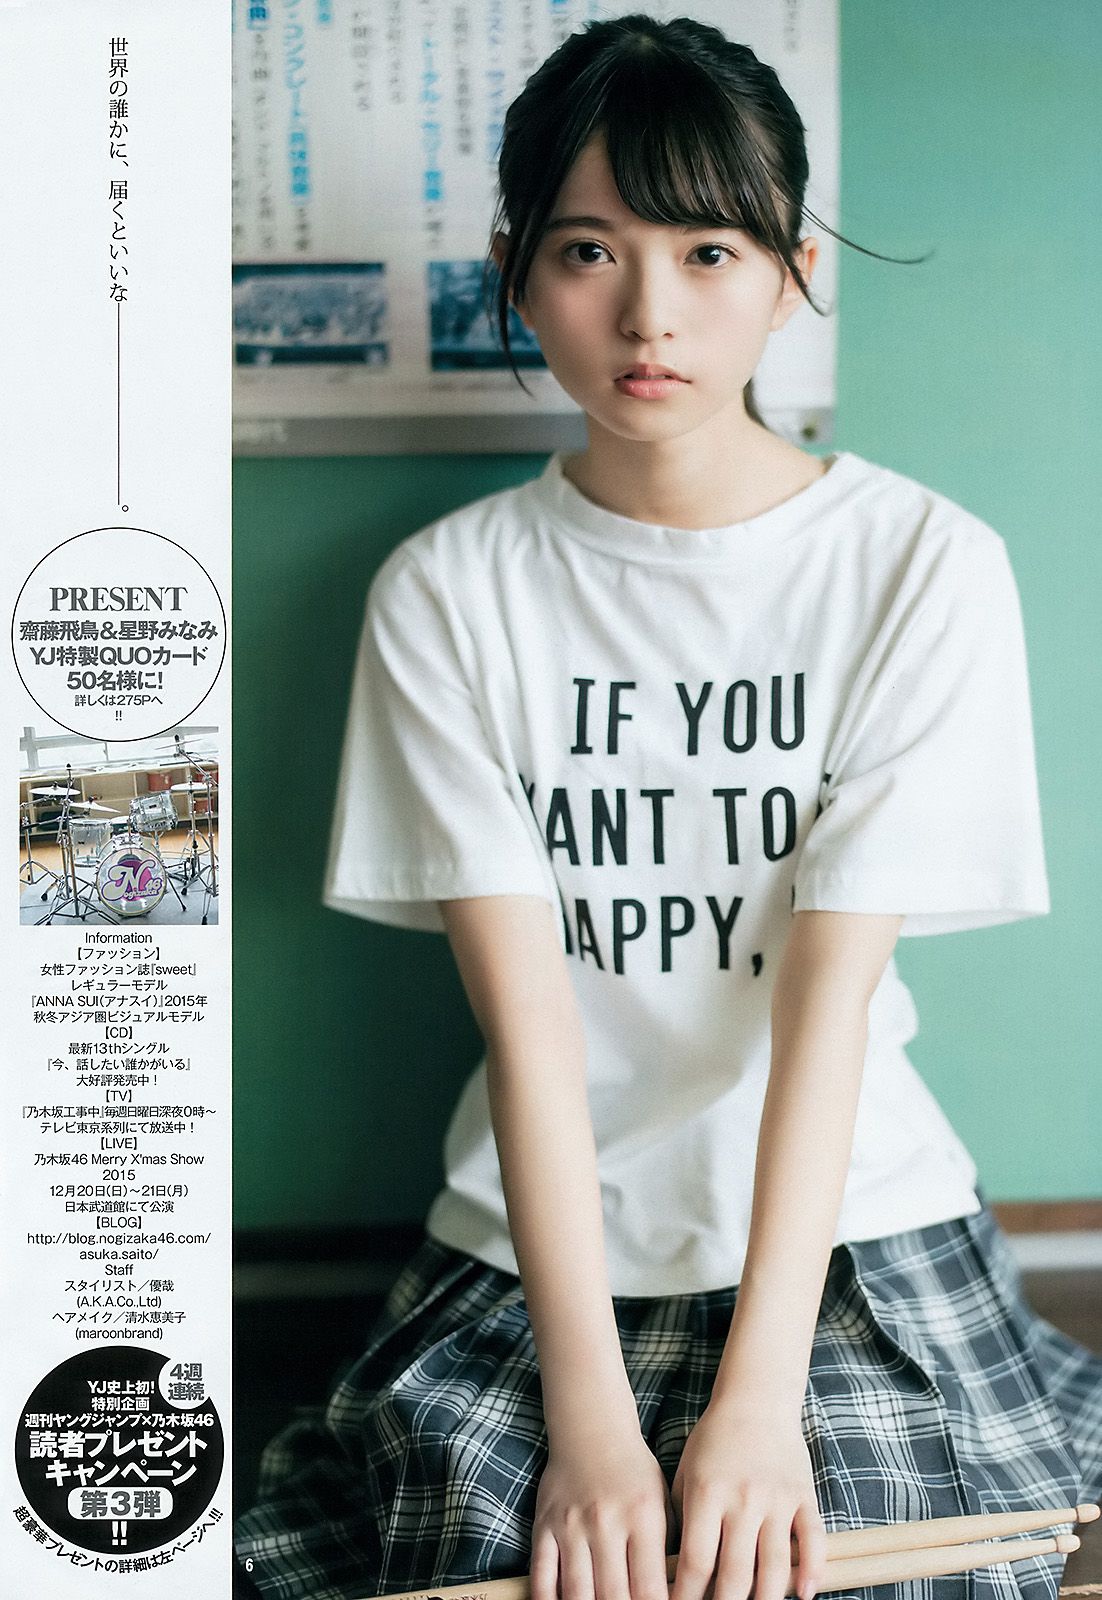 世界の誰かに、届くといいな――――。
PRESENT
齋藤飛鳥&星野みなみ
YJ特製QUOカード
50名様に!
詳しくは275Pへ
!!
N46
Nogizaka
Information
【ファッション】
女性ファッション誌『sweet』
レギュラーモデル
『ANNA SUI(アナスイ)』2015年
秋冬アジア圏ビジュアルモデル
【CD】
最新13thシングル
『今、話したい誰かがいる』
大好評発売中!
【TV】
『乃木坂工事中』毎週日曜日深夜0時~
テレビ東京系列にて放送中!
【LIVE】
乃木坂46 Merry X'mas Show
2015
12月20日(日)~21日(月)
日本武道館にて公演
【BLOG】
http://blog.nogizaka46.com/
asuka.saito/
Staff
スタイリスト/優哉
(A.K.A.Co.,Ltd)
ヘアメイク/清水恵美子
(maroonbrand)
4週
連続
YJ史上初!
特別企画
週刊ヤングジャンプ×乃木坂46
読者プレゼント
キャンペーン
第3弾
!!
超豪華プレゼントの詳細は左ページへ!!!
IF YOU
WANT TO
HAPPY,
6